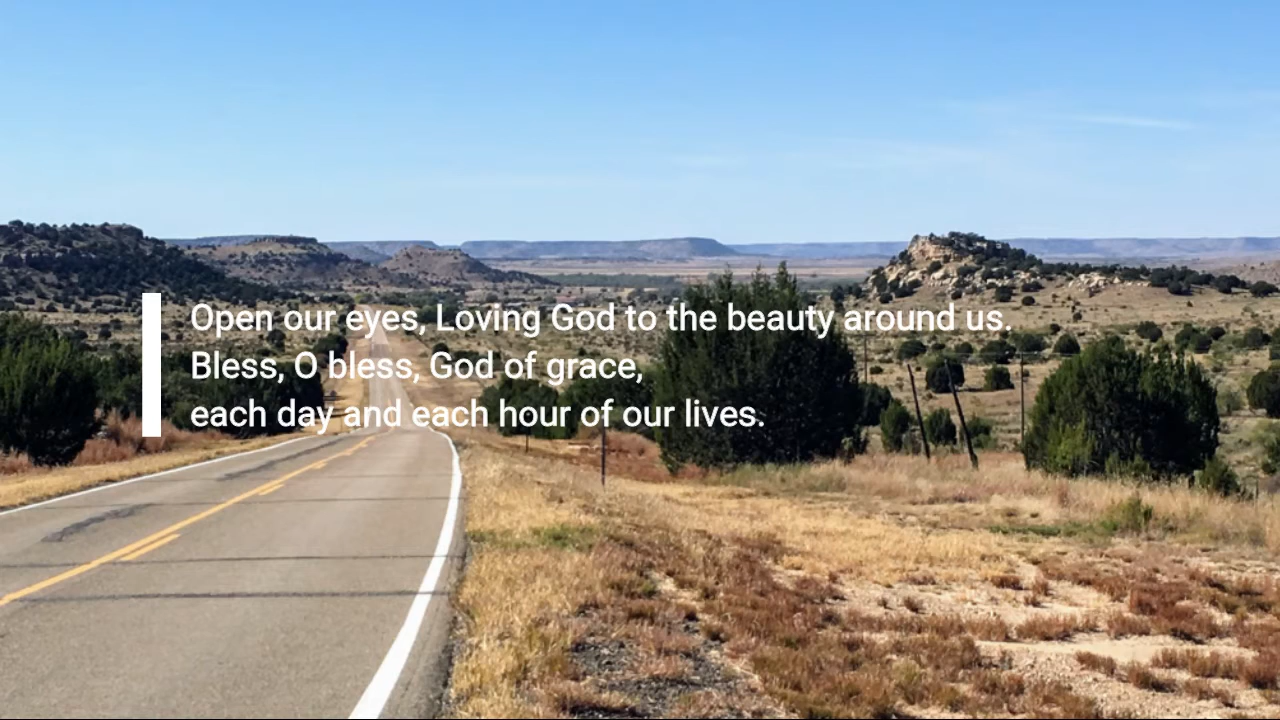 Open our eyes, Loving God to the beauty around us.
Bless, O bless, God of grace,
each day and each hour of our lives.